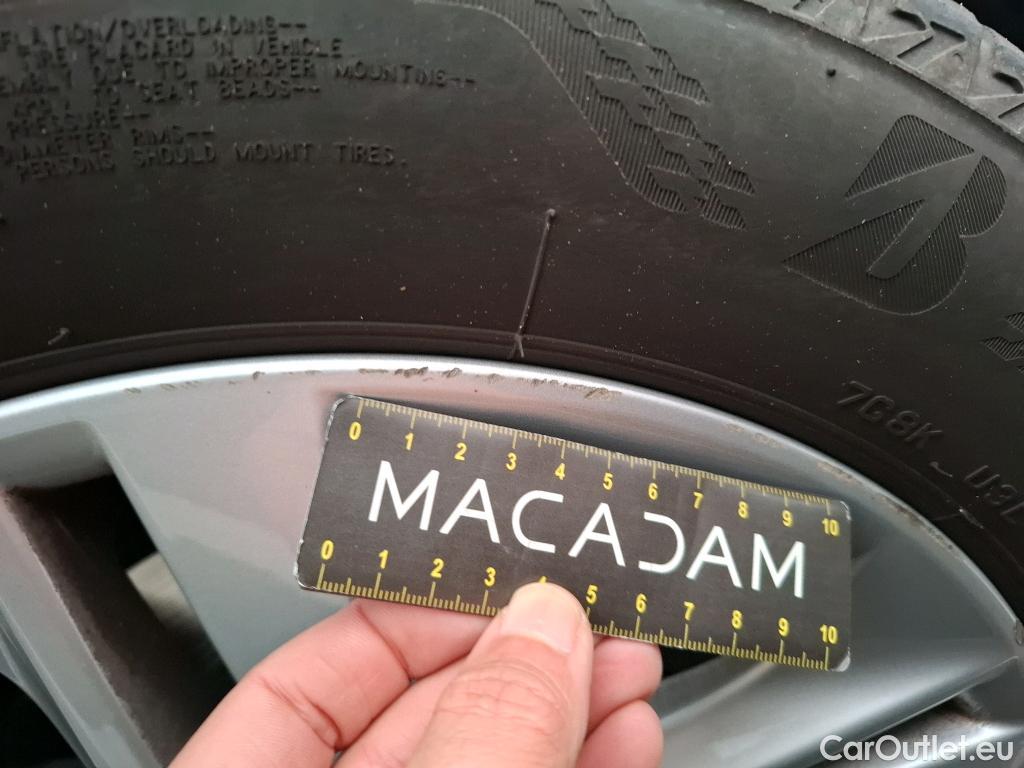 FLATION/OVERLOADING--
TIRE PLACARD IN VEHICLE
EMBLY DUE TO IMPROPER MOUNTING--
SEAT BEADS--
PRESSURE--
DIAMETER RIMS--
PERSONS SHOULD MOUNT TIRES.
B
7G8K U3L
0 1 2 3 4 5 6 7 8 9 10
MACADAM
0 1 2 3 4 5 6 7 8 9 10
CarOutlet.eu